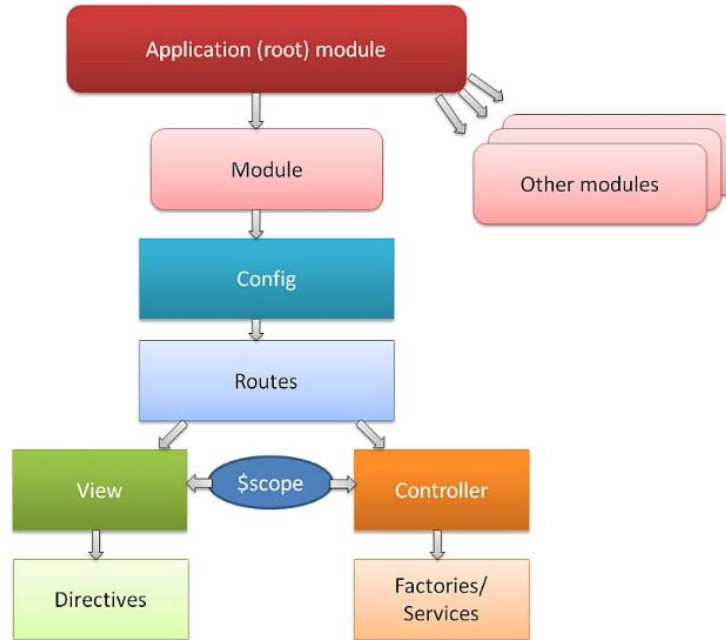 Application (root) module
Module
Other modules
Config
Routes
View
$scope
Controller
Directives
Factories/
Services